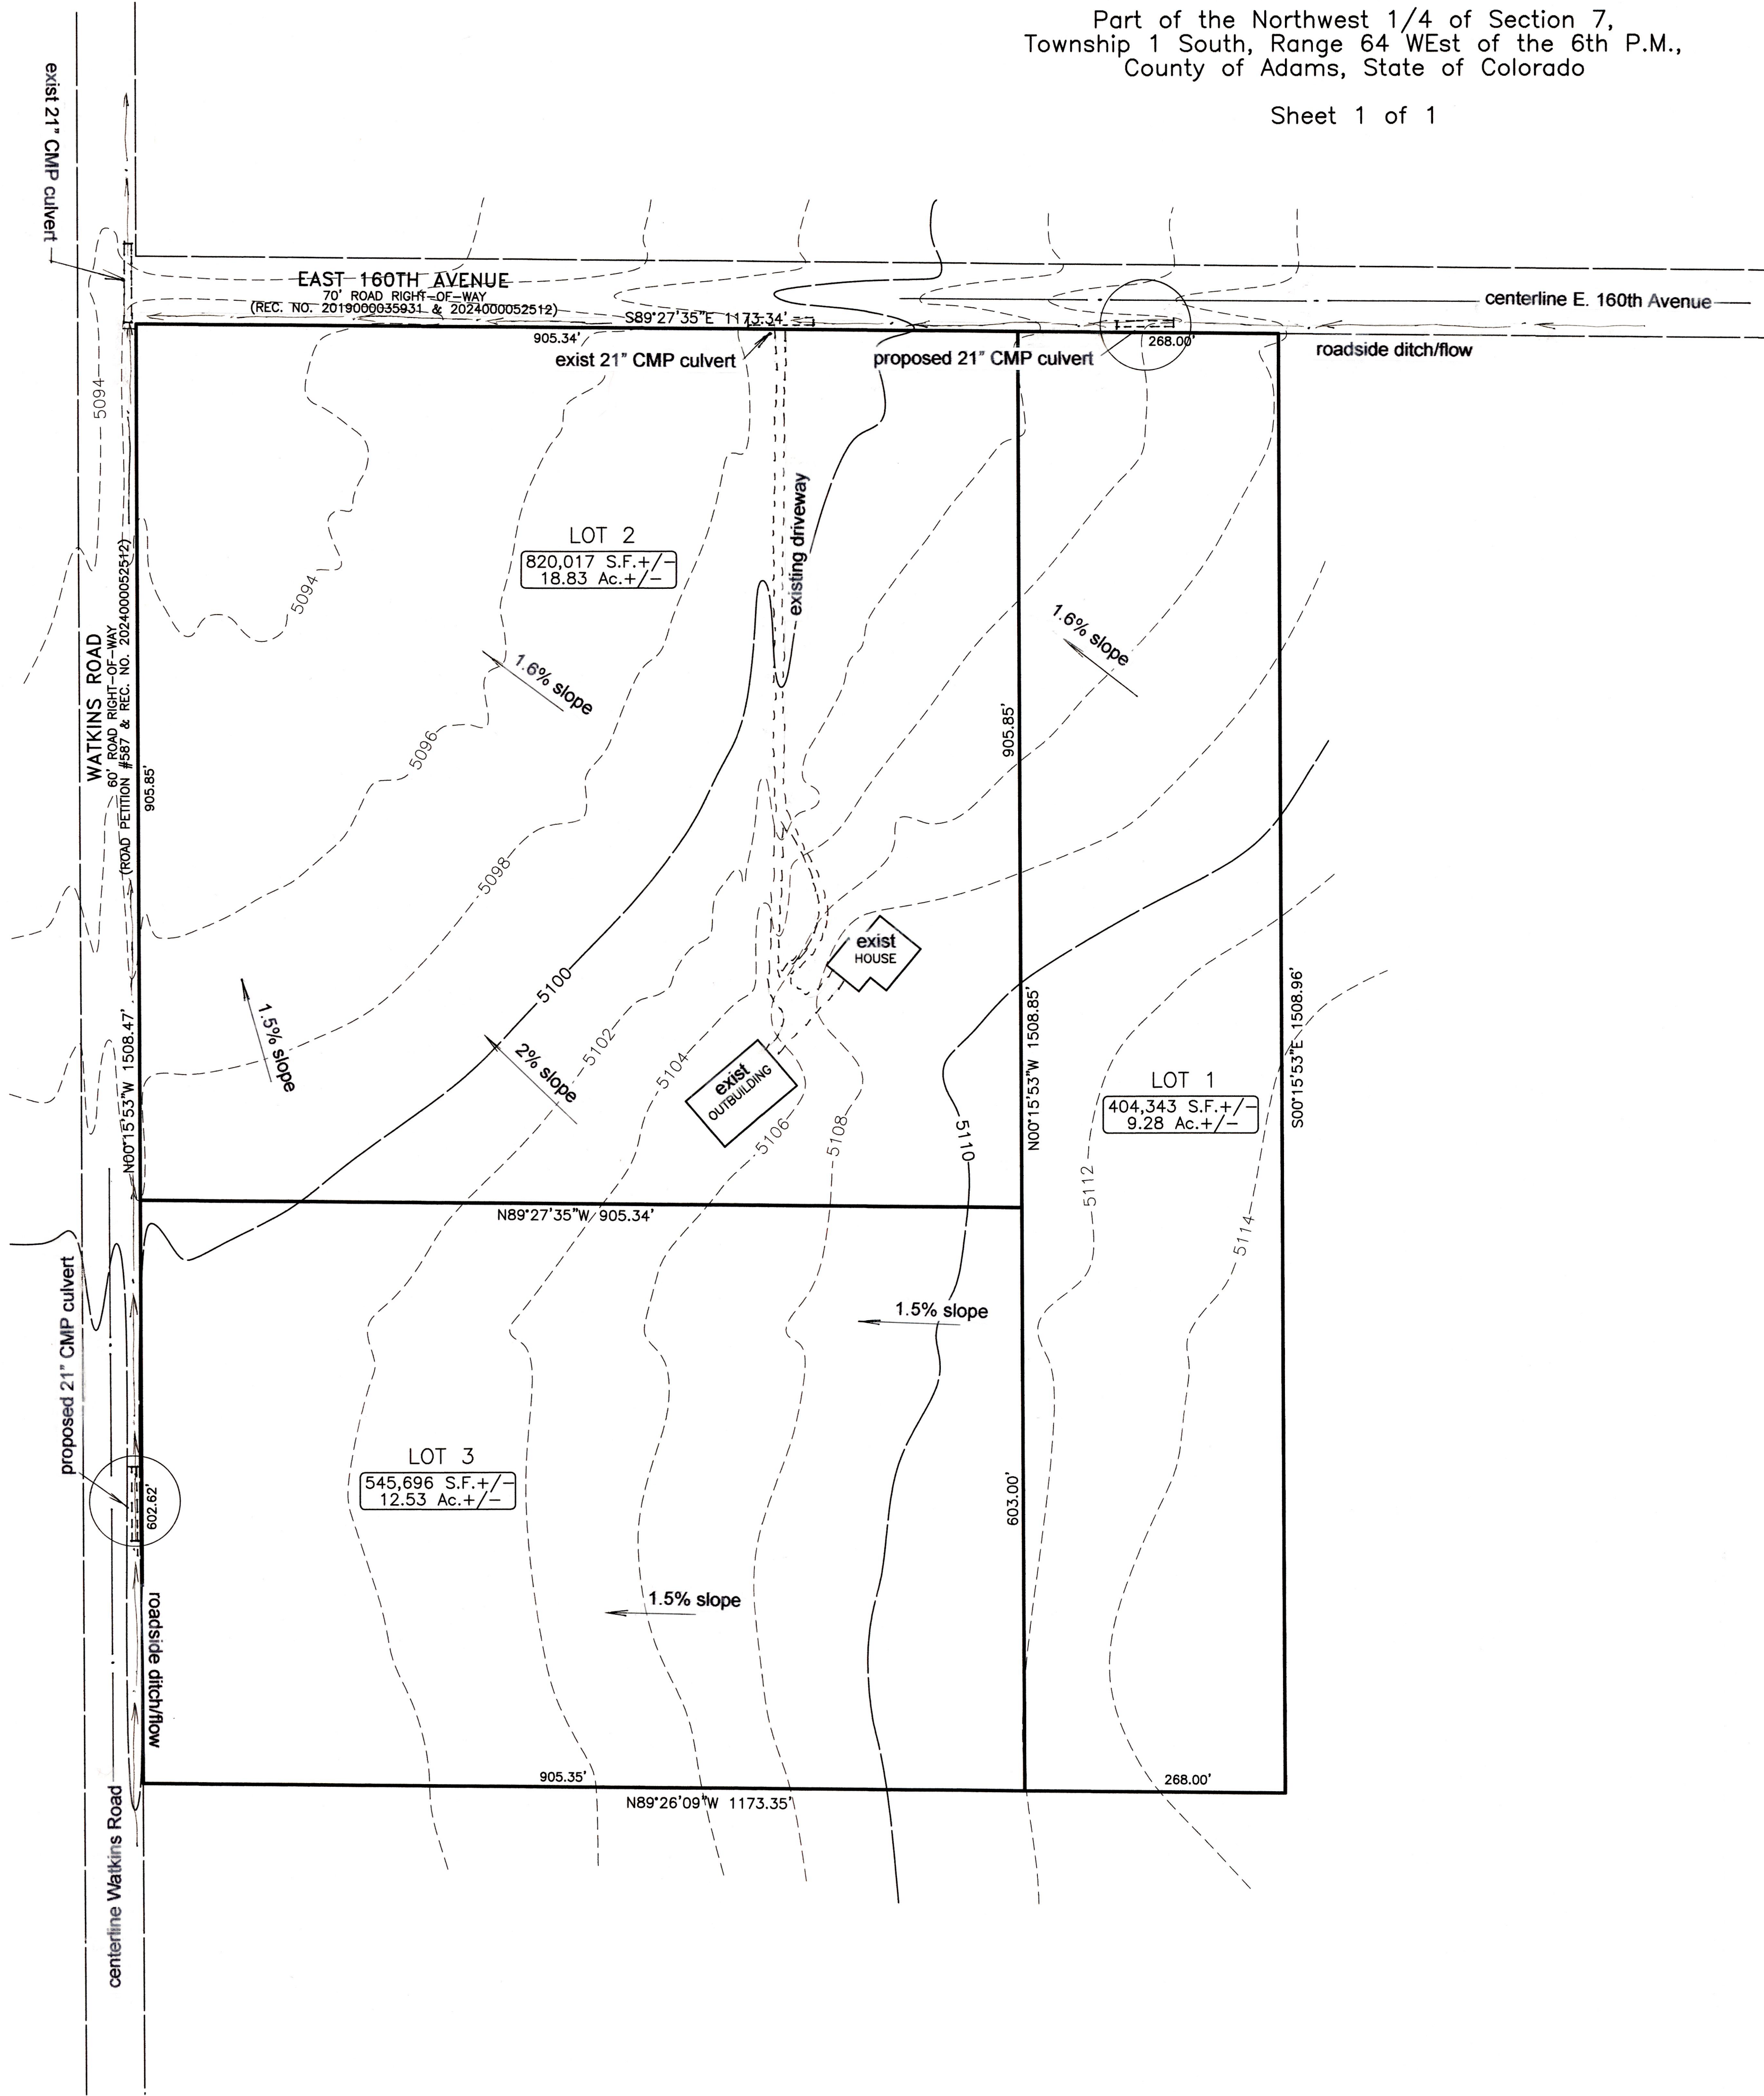 Part of the Northwest 1/4 of Section 7,
Township 1 South, Range 64 WEst of the 6th P.M.,
County of Adams, State of Colorado
Sheet 1 of 1
exist 21" CMP culvert
EAST 160TH AVENUE
70' ROAD RIGHT-OF-WAY
(REC. NO. 2019000035931 & 2024000052512)
S89°27'35"E 1173.34'
centerline E. 160th Avenue
905.34'
exist 21" CMP culvert
proposed 21" CMP culvert
268.00'
roadside ditch/flow
5094
5094
LOT 2
820,017 S.F.+/-
18.83 Ac.+/-
existing driveway
WATKINS ROAD
60' ROAD RIGHT-OF-WAY
(ROAD PETITION #587 & REC. NO. 2024000052512)
905.85'
1.6% slope
1.6% slope
905.85'
5096
5098
5100
exist
HOUSE
1.5% slope
N00°15'53"W 1508.47'
2% slope
5102
5104
exist
OUTBUILDING
5106
5108
5110
N00°15'53"W 1508.85'
LOT 1
404,343 S.F.+/-
9.28 Ac.+/-
S00°15'53"E 1508.96'
5112
5114
N89°27'35"W 905.34'
1.5% slope
proposed 21" CMP culvert
LOT 3
545,696 S.F.+/-
12.53 Ac.+/-
602.62'
603.00'
1.5% slope
roadside ditch/flow
905.35'
268.00'
N89°26'09"W 1173.35'
centerline Watkins Road